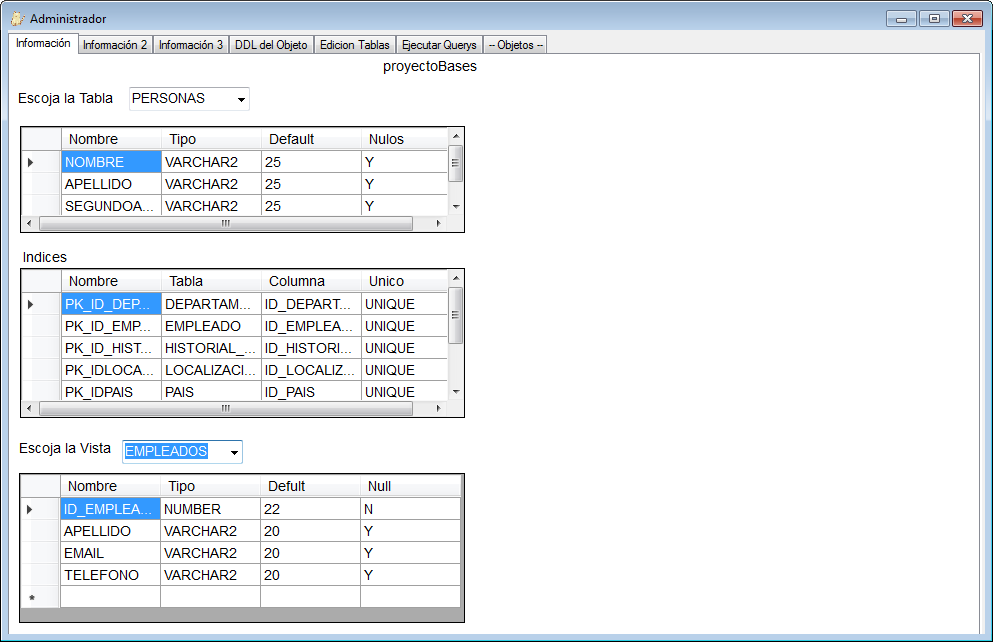 Administrador
Información Información 2 Información 3 DDL del Objeto Edicion Tablas Ejecutar Querys -- Objetos --
proyectoBases
Escoja la Tabla PERSONAS
Nombre Tipo Default Nulos
NOMBRE VARCHAR2 25 Y
APELLIDO VARCHAR2 25 Y
SEGUNDOA... VARCHAR2 25 Y
Indices
Nombre Tabla Columna Unico
PK_ID_DEP... DEPARTAM... ID_DEPART... UNIQUE
PK_ID_EMP... EMPLEADO ID_EMPLEA... UNIQUE
PK_ID_HIST... HISTORIAL_... ID_HISTORI... UNIQUE
PK_IDLOCA... LOCALIZACI... ID_LOCALIZ... UNIQUE
PK_IDPAIS PAIS ID_PAIS UNIQUE
Escoja la Vista EMPLEADOS
Nombre Tipo Defult Null
ID_EMPLEA... NUMBER 22 N
APELLIDO VARCHAR2 20 Y
EMAIL VARCHAR2 20 Y
TELEFONO VARCHAR2 20 Y